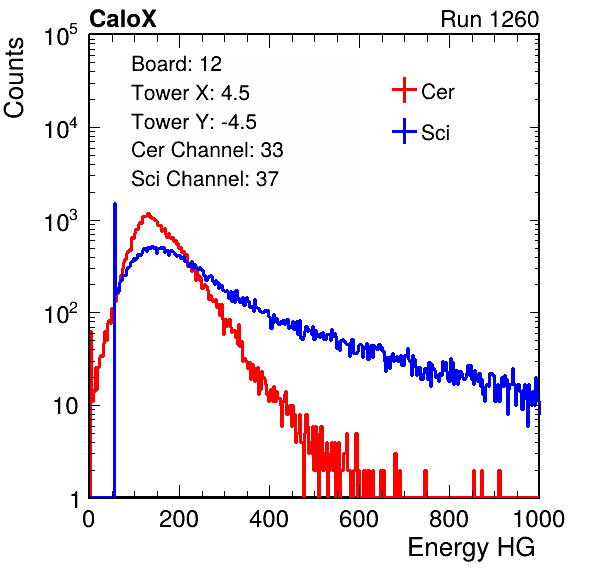 CaloX Run 1260
Board: 12
Tower X: 4.5
Tower Y: -4.5
Cer Channel: 33
Sci Channel: 37
Cer
Sci
Counts
10^5
10^4
10^3
10^2
10
1
0 200 400 600 800 1000
Energy HG